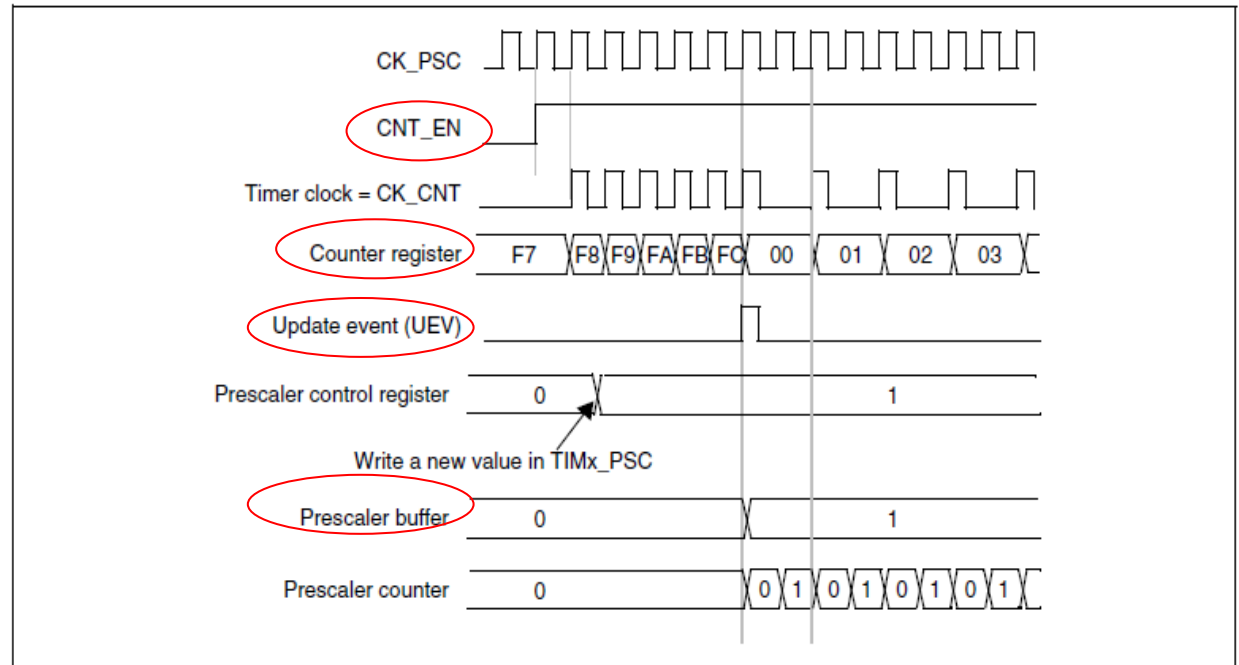 CK_PSC
CNT_EN
Timer clock = CK_CNT
Counter register F7 F8 F9 FA FB FC 00 01 02 03
Update event (UEV)
Prescaler control register 0 1
Write a new value in TIMx_PSC
Prescaler buffer 0 1
Prescaler counter 0 0 1 0 1 0 1 0 1